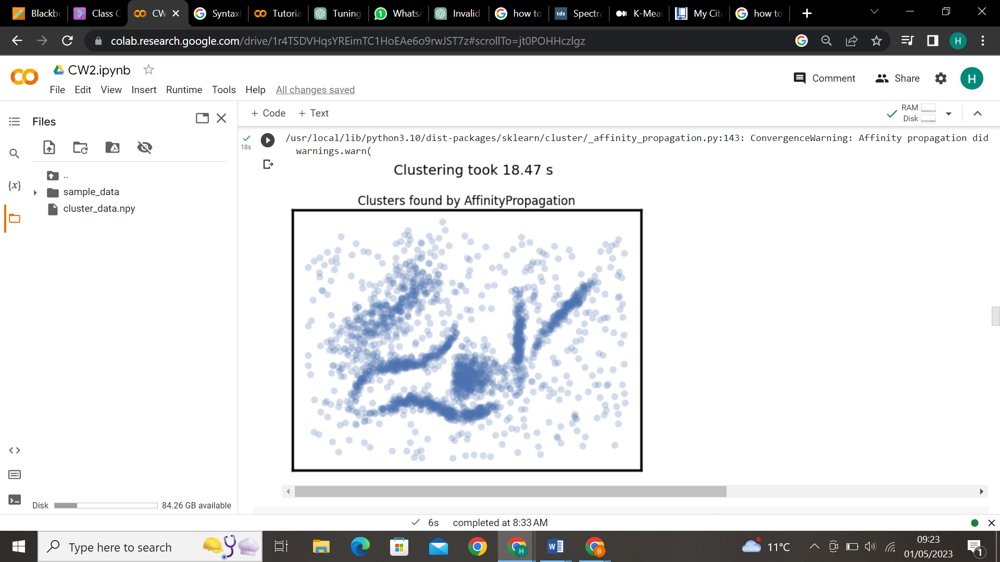 Blackb
Class C
CW
Syntax
Tutoria
Tuning
1
Whats
Invalid
how to
tds
Spectra
K-Mea
My Cita
how to
colab.research.google.com/drive/1r4TSDVHqsYREimTC1HoEAe6o9rwJST7z#scrollTo=jt0POHHczlgz
H
CW2.ipynb
Comment
Share
H
File Edit View Insert Runtime Tools Help All changes saved
Files
+ Code + Text
RAM
Disk
..
sample_data
cluster_data.npy
{x}
18s
/usr/local/lib/python3.10/dist-packages/sklearn/cluster/_affinity_propagation.py:143: ConvergenceWarning: Affinity propagation did
warnings.warn(
Clustering took 18.47 s
Clusters found by AffinityPropagation
Disk
84.26 GB available
6s completed at 8:33 AM
Type here to search
H
B
11°C
09:23
01/05/2023
1